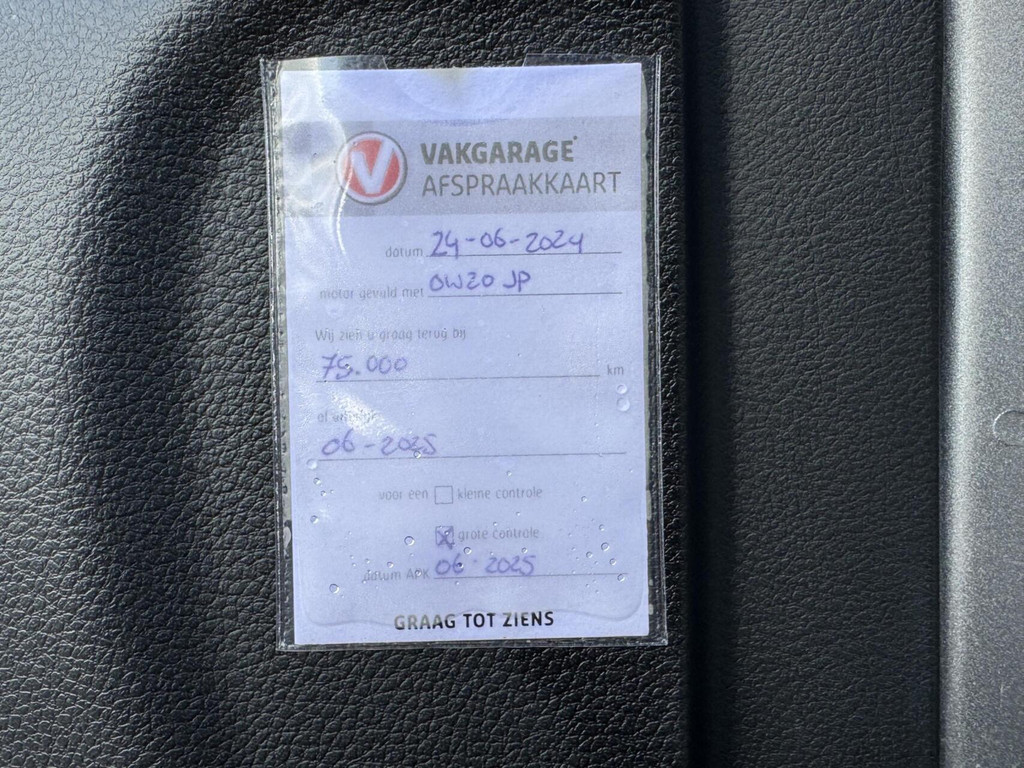 V
VAKGARAGE
AFSPRAAKKAART
datum 24-06-2024
motor gevuld met 0W20 JP
Wij zien u graag terug bij
75.000 km
of
06-2025
voor een kleine controle
grote controle
datum APK 06-2025
GRAAG TOT ZIENS